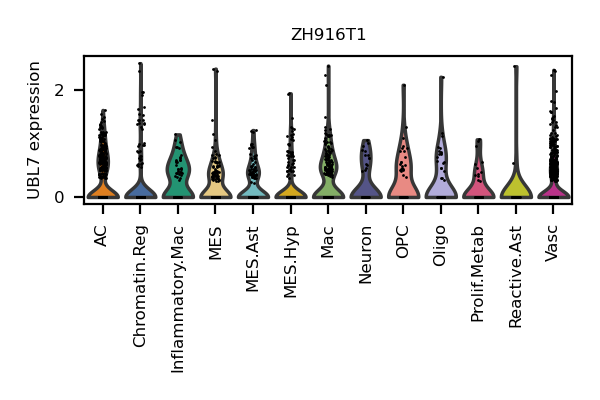 ZH916T1
UBL7 expression
2
0
AC
Chromatin.Reg
Inflammatory.Mac
MES
MES.Ast
MES.Hyp
Mac
Neuron
OPC
Oligo
Prolif.Metab
Reactive.Ast
Vasc